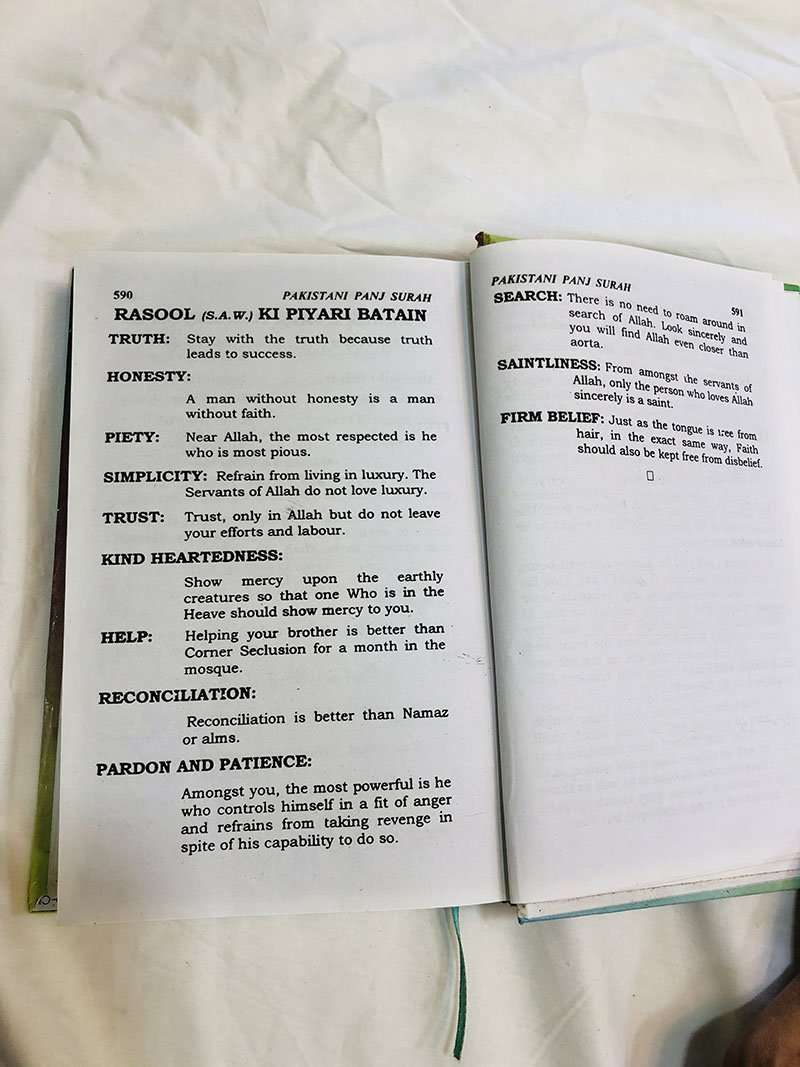 590 PAKISTANI PANJ SURAH
RASOOL (S.A.W.) KI PIYARI BATAIN
TRUTH: Stay with the truth because truth
leads to success.
HONESTY:
A man without honesty is a man
without faith.
PIETY: Near Allah, the most respected is he
who is most pious.
SIMPLICITY: Refrain from living in luxury. The
Servants of Allah do not love luxury.
TRUST: Trust, only in Allah but do not leave
your efforts and labour.
KIND HEARTEDNESS:
Show mercy upon the earthly
creatures so that one Who is in the
Heave should show mercy to you.
HELP: Helping your brother is better than
Corner Seclusion for a month in the
mosque.
RECONCILIATION:
Reconciliation is better than Namaz
or alms.
PARDON AND PATIENCE:
Amongst you, the most powerful is he
who controls himself in a fit of anger
and refrains from taking revenge in
spite of his capability to do so.
PAKISTANI PANJ SURAH 591
SEARCH: There is no need to roam around in
search of Allah. Look sincerely and
you will find Allah even closer than
aorta.
SAINTLINESS: From amongst the servants of
Allah, only the person who loves Allah
sincerely is a saint.
FIRM BELIEF: Just as the tongue is free from
hair, in the exact same way, Faith
should also be kept free from disbelief.